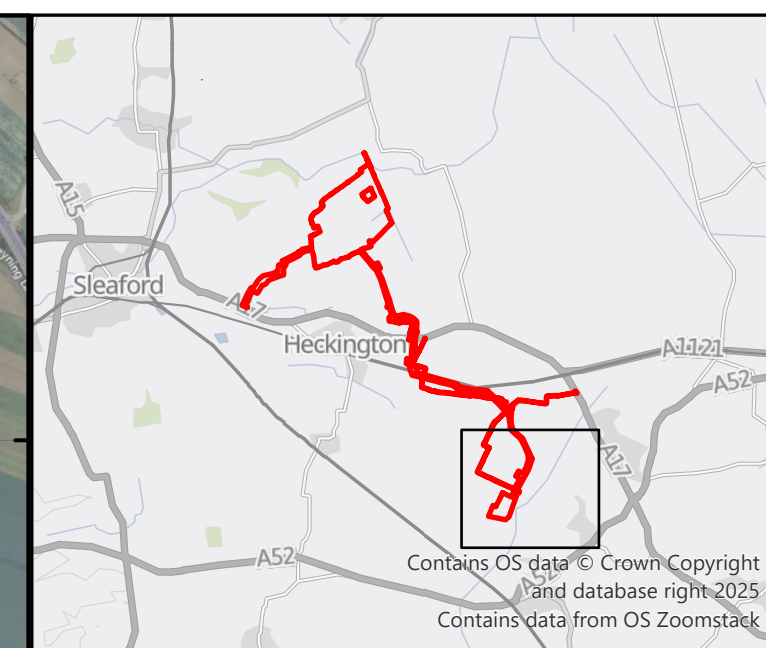 A15
Sleaford
A17
Heckington
A1121
A52
A17
A52
A52
Contains OS data © Crown Copyright
and database right 2025
Contains data from OS Zoomstack